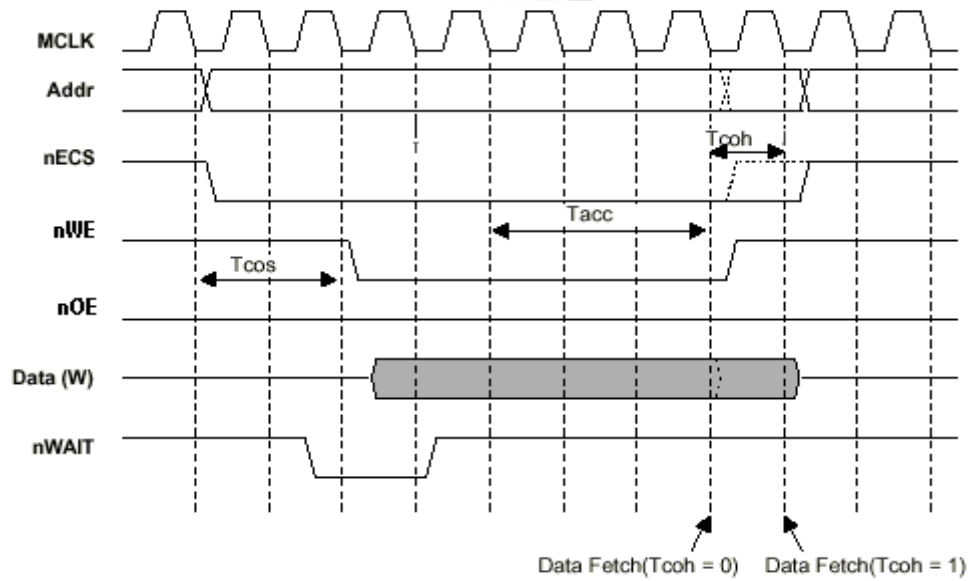 MCLK
Addr
T
Tcoh
nECS
Tacc
nWE
Tcos
nOE
Data (W)
nWAIT
Data Fetch(Tcoh = 0) Data Fetch(Tcoh = 1)